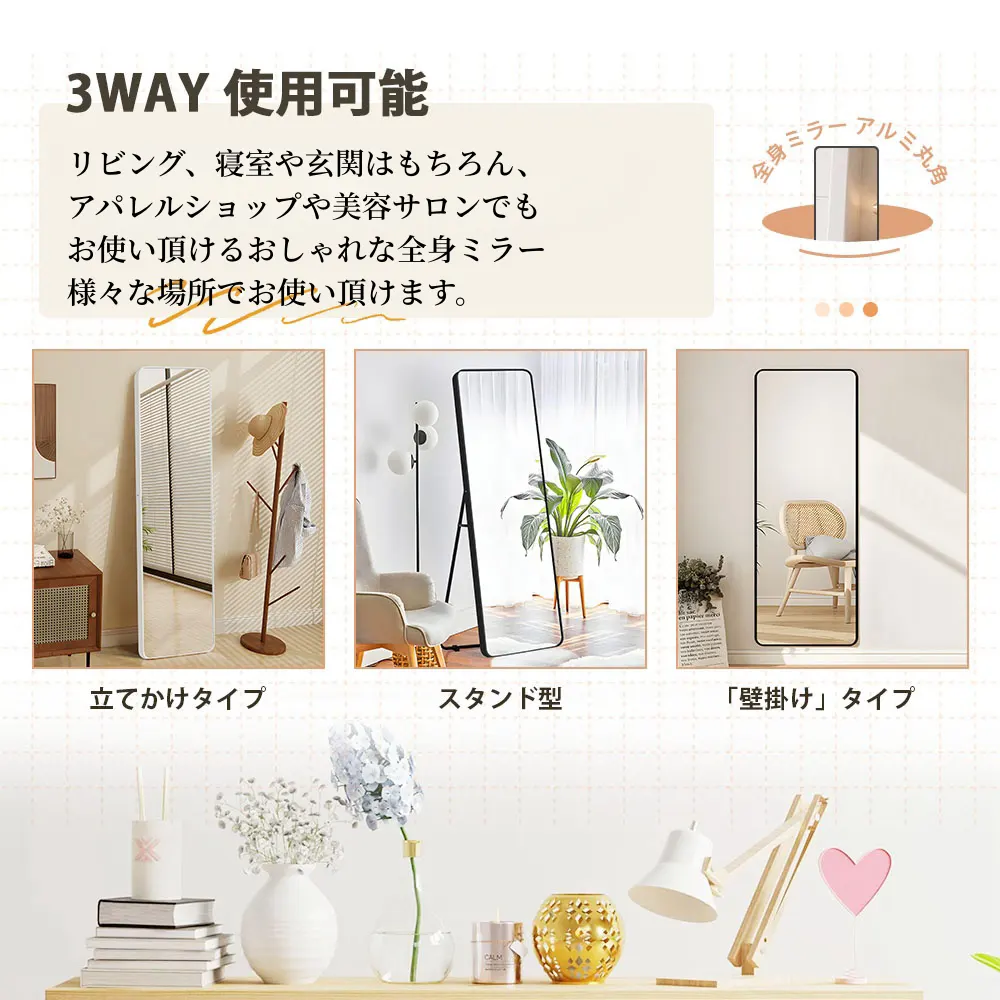 3WAY 使用可能
リビング、寝室や玄関はもちろん、
アパレルショップや美容サロンでも
お使い頂けるおしゃれな全身ミラー
様々な場所でお使い頂けます。
全身ミラー アルミ丸角
立てかけタイプ
スタンド型
「壁掛け」タイプ
en papier
CALM